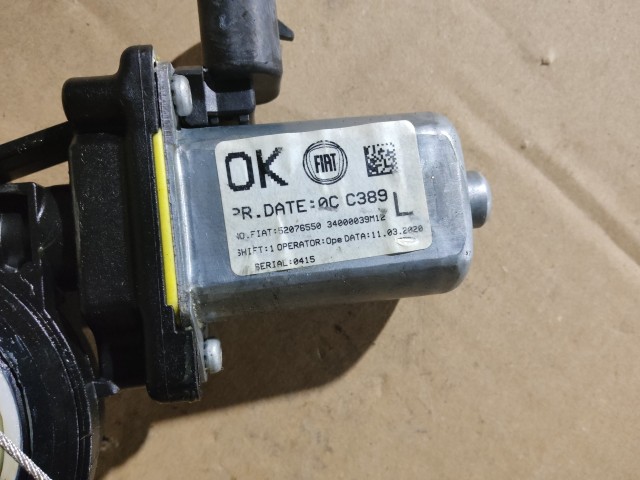 OK FIAT
PR.DATE:0C C389 L
NO.FIAT:52076550 34000039M12
SHIFT:1 OPERATOR:Ope DATA:11.03.2020
SERIAL:0415